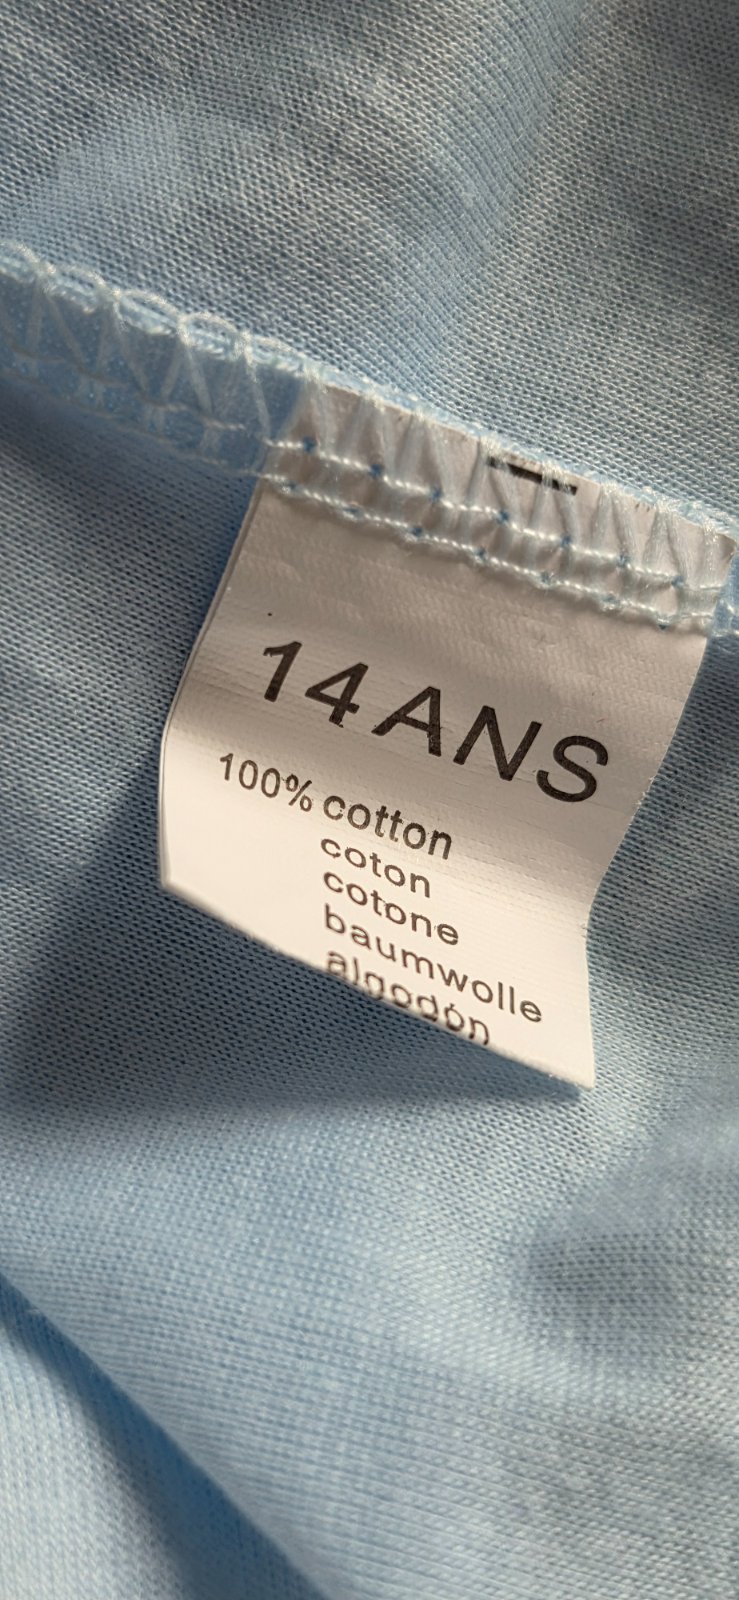 14 ANS
100% cotton
coton
cotone
baumwolle
algodón